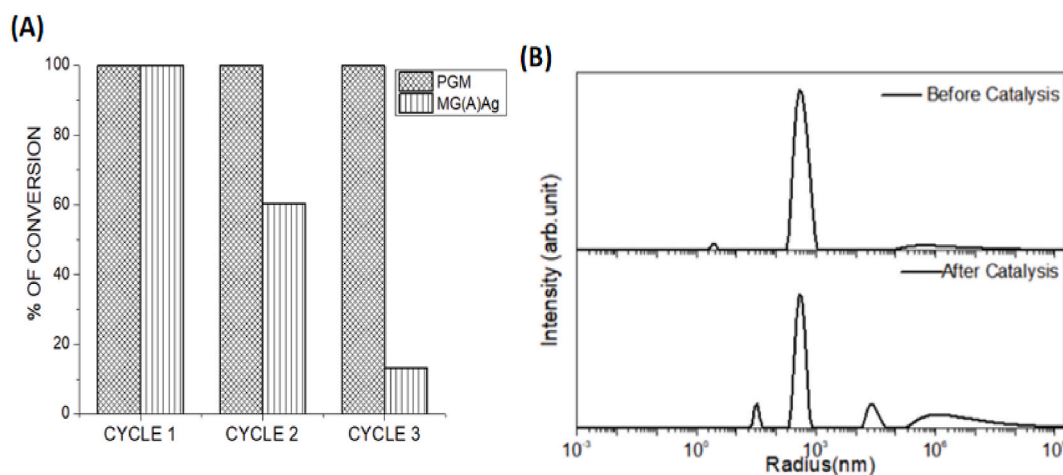 (A)
100
80
60
40
20
0
% OF CONVERSION
PGM
MG(A)Ag
CYCLE 1
CYCLE 2
CYCLE 3
(B)
Before Catalysis
After Catalysis
Intensity (arb.unit)
10⁻³
10⁰
10³
10⁶
Radius(nm)